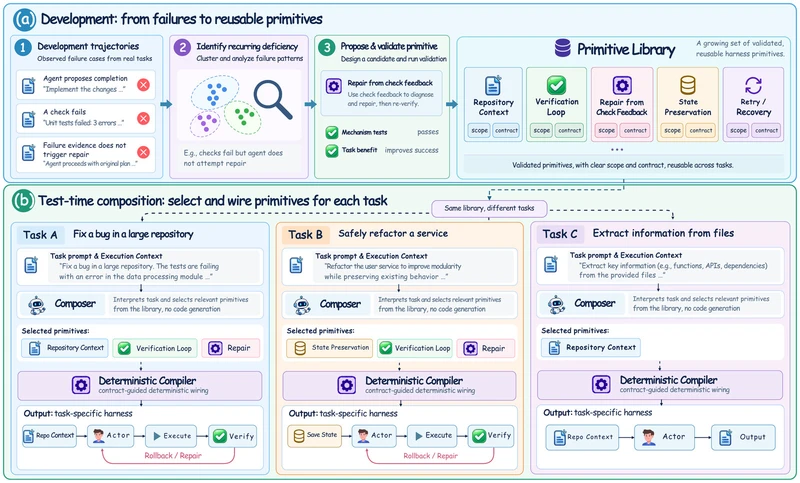 (a) Development: from failures to reusable primitives
1 Development trajectories
Observed failure cases from real tasks
Agent proposes completion
"Implement the changes ..."
A check fails
"Unit tests failed: 3 errors ..."
Failure evidence does not
trigger repair
"Agent proceeds with original plan ..."
2 Identify recurring deficiency
Cluster and analyze failure patterns
E.g., checks fail but agent does
not attempt repair
3 Propose & validate primitive
Design a candidate and run validation
Repair from check feedback
Use check feedback to diagnose
and repair, then re-verify.
Mechanism tests passes
Task benefit improves success
Primitive Library
A growing set of validated,
reusable harness primitives.
Repository
Context
scope contract
Verification
Loop
scope contract
Repair from
Check Feedback
scope contract
State
Preservation
scope contract
Retry /
Recovery
scope contract
...
Validated primitives, with clear scope and contract, reusable across tasks.
(b) Test-time composition: select and wire primitives for each task
Same library, different tasks
Task A Fix a bug in a large repository
Task prompt & Execution Context
"Fix a bug in a large repository. The tests are failing
with an error in the data processing module ..."
Composer
Interprets task and selects relevant primitives
from the library, no code generation
Selected primitives:
Repository Context Verification Loop Repair
Deterministic Compiler
contract-guided deterministic wiring
Output: task-specific harness
Repo Context Actor Execute Verify
Rollback / Repair
Task B Safely refactor a service
Task prompt & Execution Context
"Refactor the user service to improve modularity
while preserving existing behavior ..."
Composer
Interprets task and selects relevant primitives
from the library, no code generation
Selected primitives:
State Preservation Verification Loop Repair
Deterministic Compiler
contract-guided deterministic wiring
Output: task-specific harness
Save State Actor Execute Verify
Rollback / Repair
Task C Extract information from files
Task prompt & Execution Context
"Extract key information (e.g., functions, APIs, dependencies)
from the provided files ..."
Composer
Interprets task and selects relevant primitives
from the library, no code generation
Selected primitives:
Repository Context
Deterministic Compiler
contract-guided deterministic wiring
Output: task-specific harness
Repo Context Actor Output